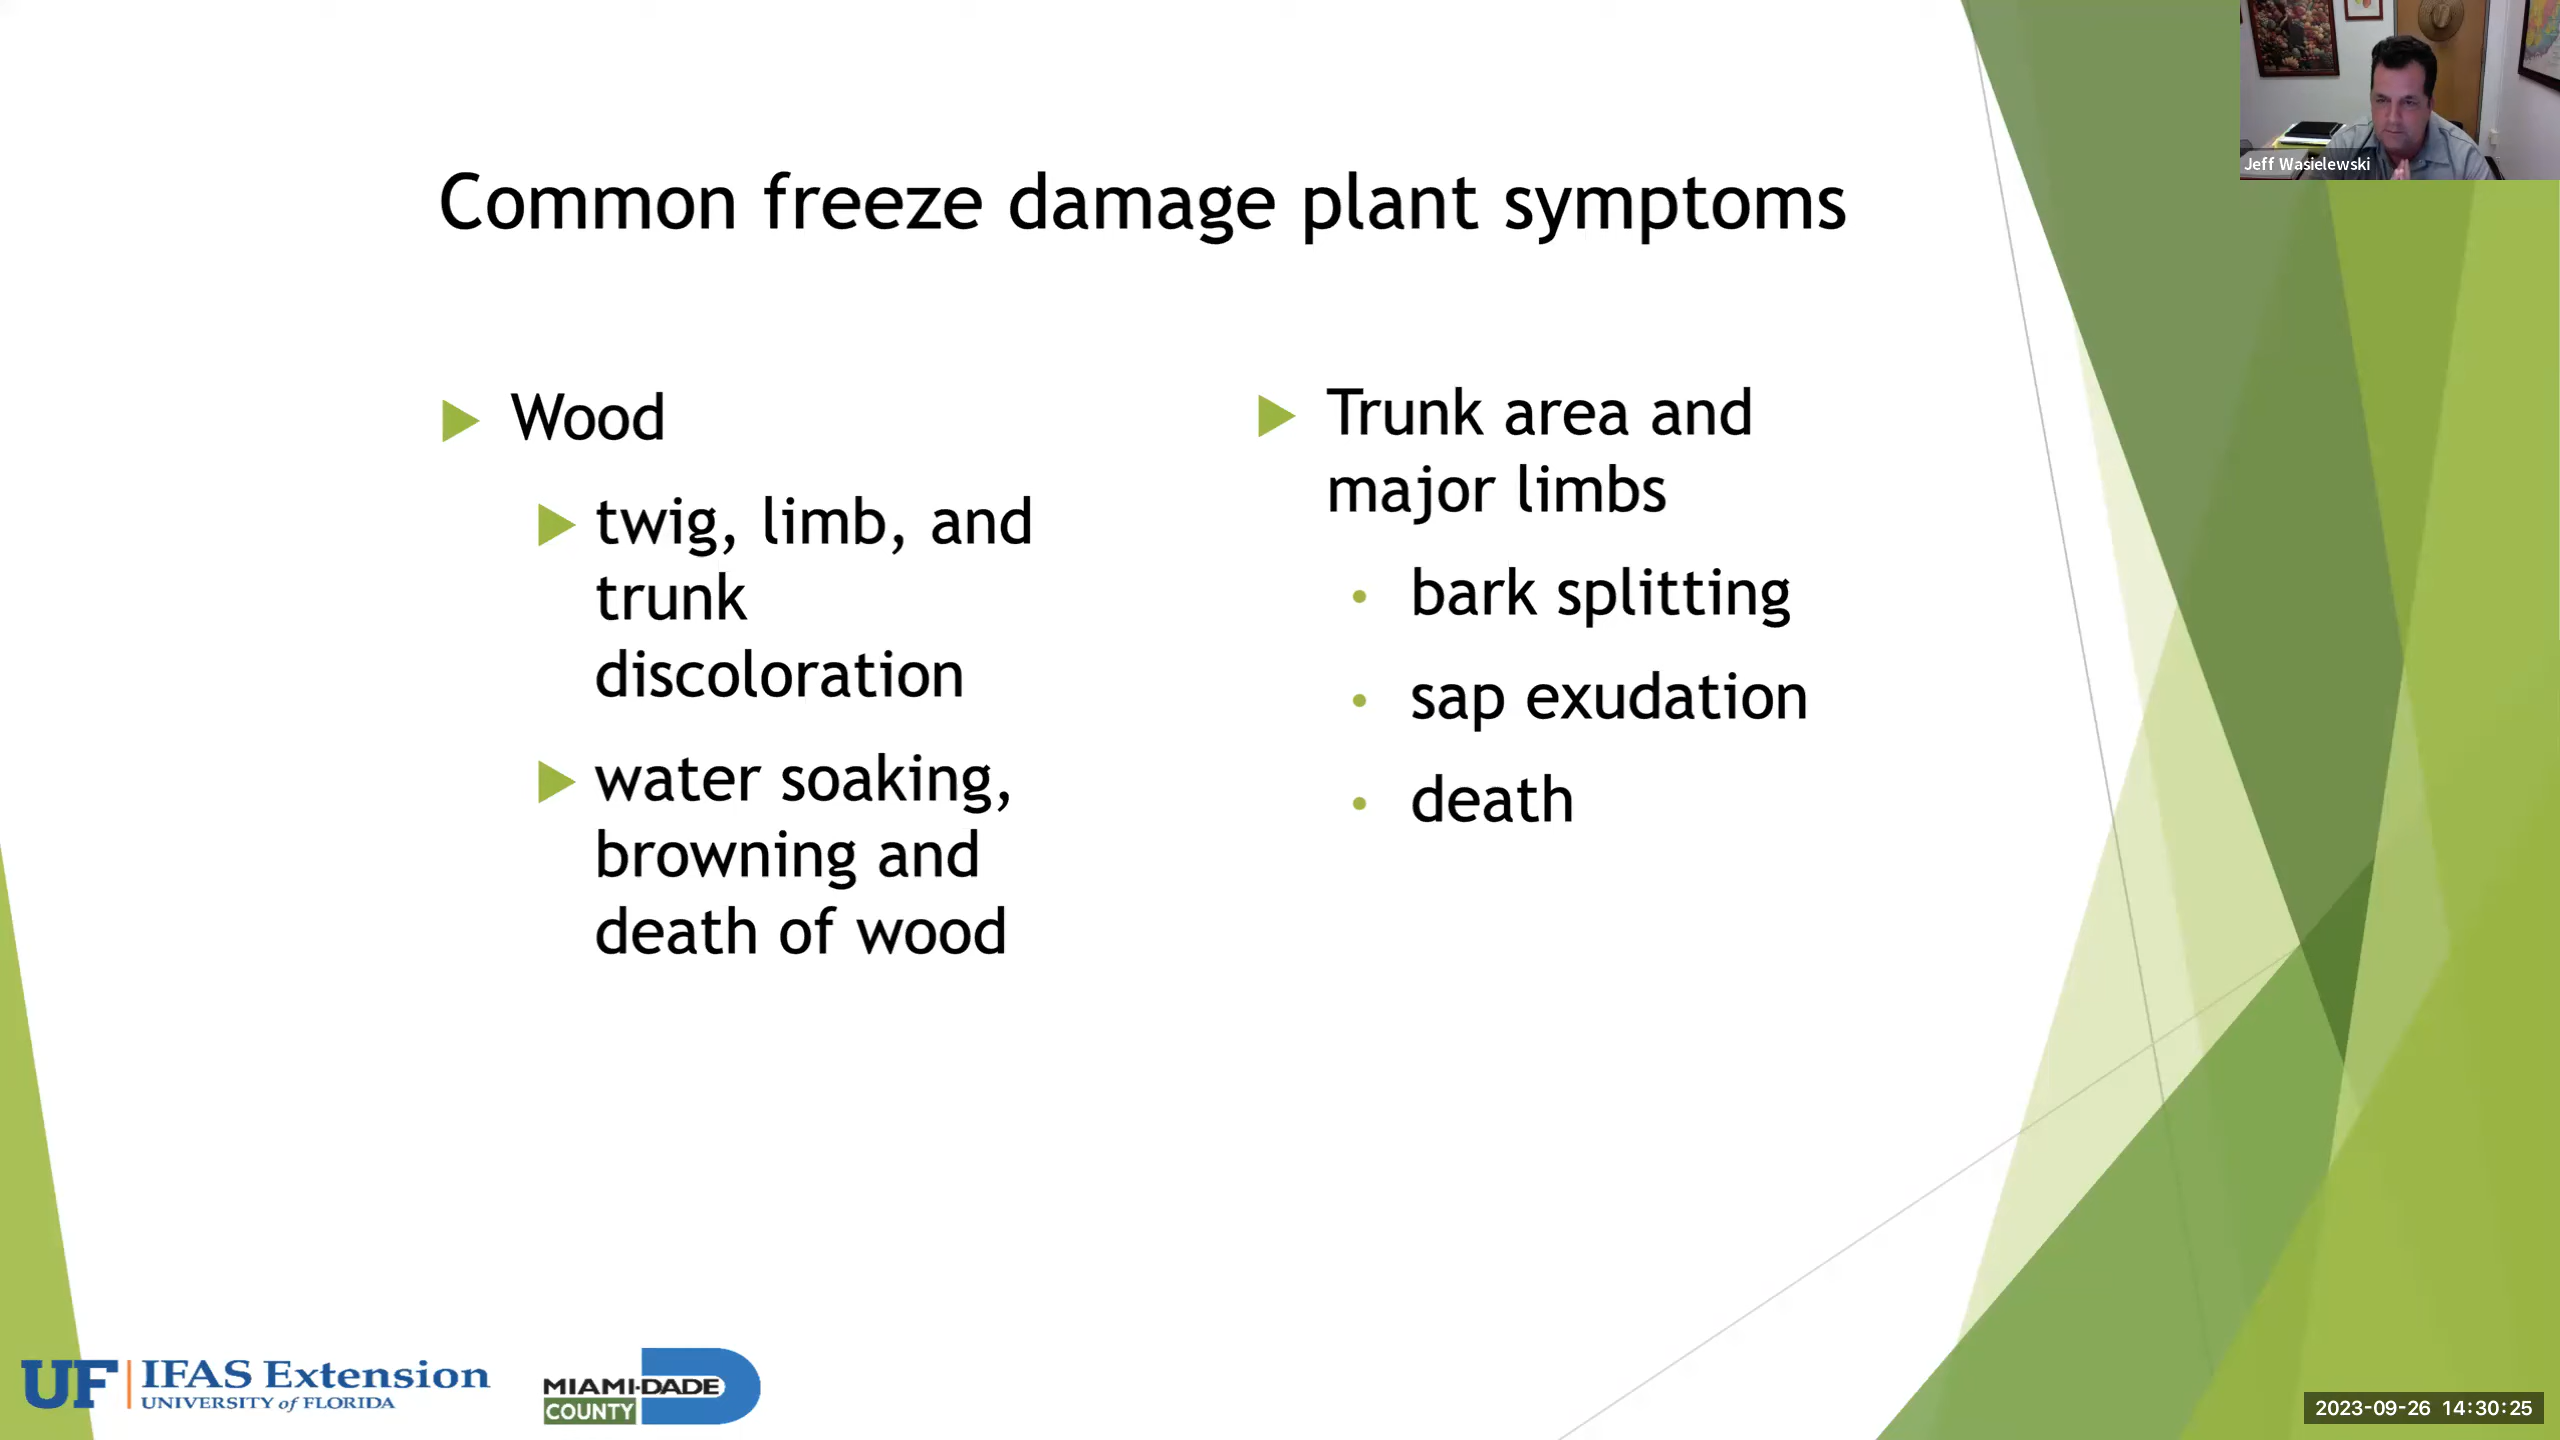 Jeff Wasielewski
Common freeze damage plant symptoms
Wood
twig, limb, and
trunk
discoloration
water soaking,
browning and
death of wood
Trunk area and
major limbs
bark splitting
sap exudation
death
UF IFAS Extension
UNIVERSITY of FLORIDA
MIAMI-DADE
COUNTY
2023-09-26 14:30:25